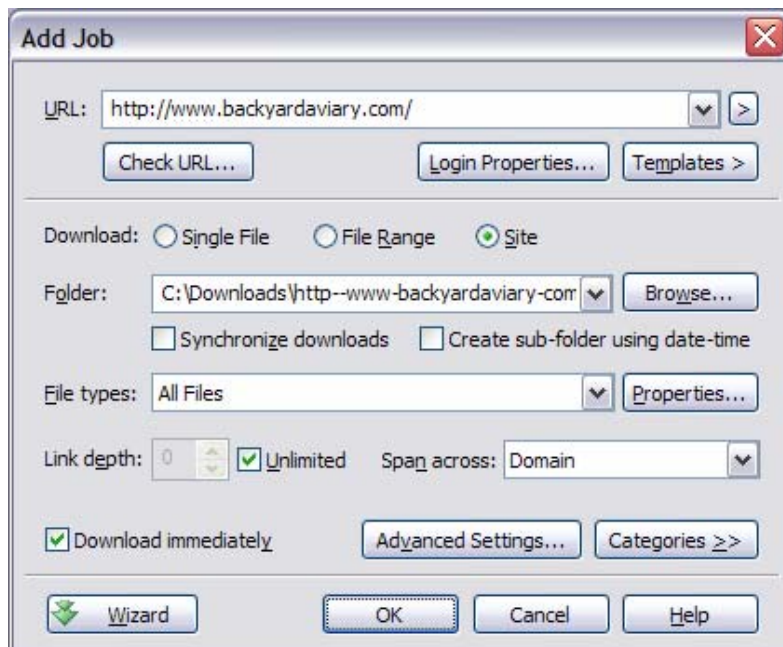 Add Job
URL: http://www.backyardaviary.com/ >
Check URL... Login Properties... Templates >
Download: Single File File Range Site
Folder: C:\Downloads\http--www-backyardaviary-com Browse...
Synchronize downloads Create sub-folder using date-time
File types: All Files Properties...
Link depth: 0 Unlimited Span across: Domain
Download immediately Advanced Settings... Categories >>
Wizard OK Cancel Help